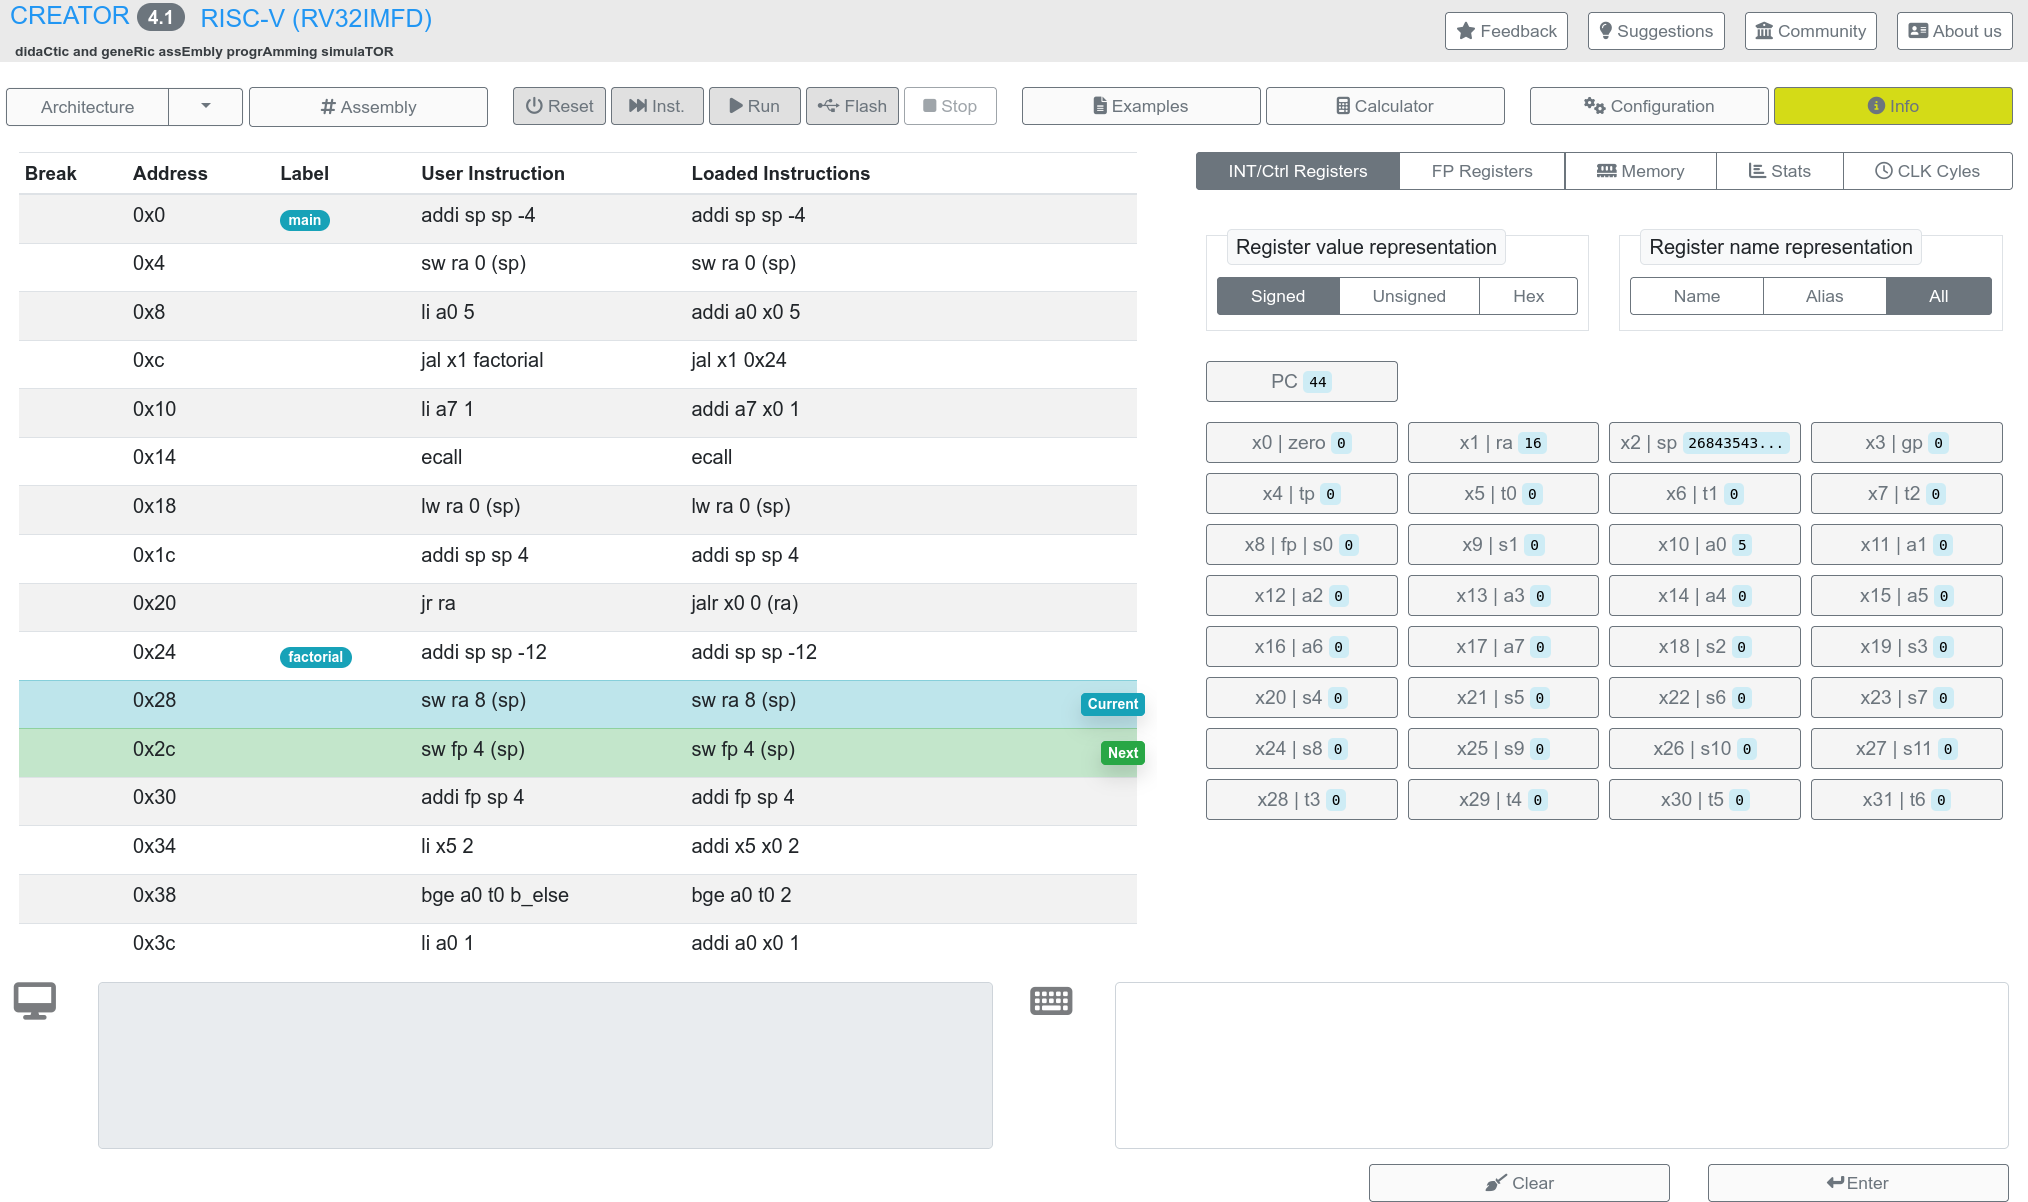 CREATOR 4.1 RISC-V (RV32IMFD)
didaCtic and geneRic assEmbly progrAmming simulaTOR
Feedback Suggestions Community About us
Architecture # Assembly Reset Inst. Run Flash Stop Examples Calculator Configuration Info
Break Address Label User Instruction Loaded Instructions
0x0 main addi sp sp -4 addi sp sp -4
0x4 sw ra 0 (sp) sw ra 0 (sp)
0x8 li a0 5 addi a0 x0 5
0xc jal x1 factorial jal x1 0x24
0x10 li a7 1 addi a7 x0 1
0x14 ecall ecall
0x18 lw ra 0 (sp) lw ra 0 (sp)
0x1c addi sp sp 4 addi sp sp 4
0x20 jr ra jalr x0 0 (ra)
0x24 factorial addi sp sp -12 addi sp sp -12
0x28 sw ra 8 (sp) sw ra 8 (sp) Current
0x2c sw fp 4 (sp) sw fp 4 (sp) Next
0x30 addi fp sp 4 addi fp sp 4
0x34 li x5 2 addi x5 x0 2
0x38 bge a0 t0 b_else bge a0 t0 2
0x3c li a0 1 addi a0 x0 1
INT/Ctrl Registers FP Registers Memory Stats CLK Cyles
Register value representation
Signed Unsigned Hex
Register name representation
Name Alias All
PC 44
x0 | zero 0 x1 | ra 16 x2 | sp 26843543... x3 | gp 0
x4 | tp 0 x5 | t0 0 x6 | t1 0 x7 | t2 0
x8 | fp | s0 0 x9 | s1 0 x10 | a0 5 x11 | a1 0
x12 | a2 0 x13 | a3 0 x14 | a4 0 x15 | a5 0
x16 | a6 0 x17 | a7 0 x18 | s2 0 x19 | s3 0
x20 | s4 0 x21 | s5 0 x22 | s6 0 x23 | s7 0
x24 | s8 0 x25 | s9 0 x26 | s10 0 x27 | s11 0
x28 | t3 0 x29 | t4 0 x30 | t5 0 x31 | t6 0
Clear Enter